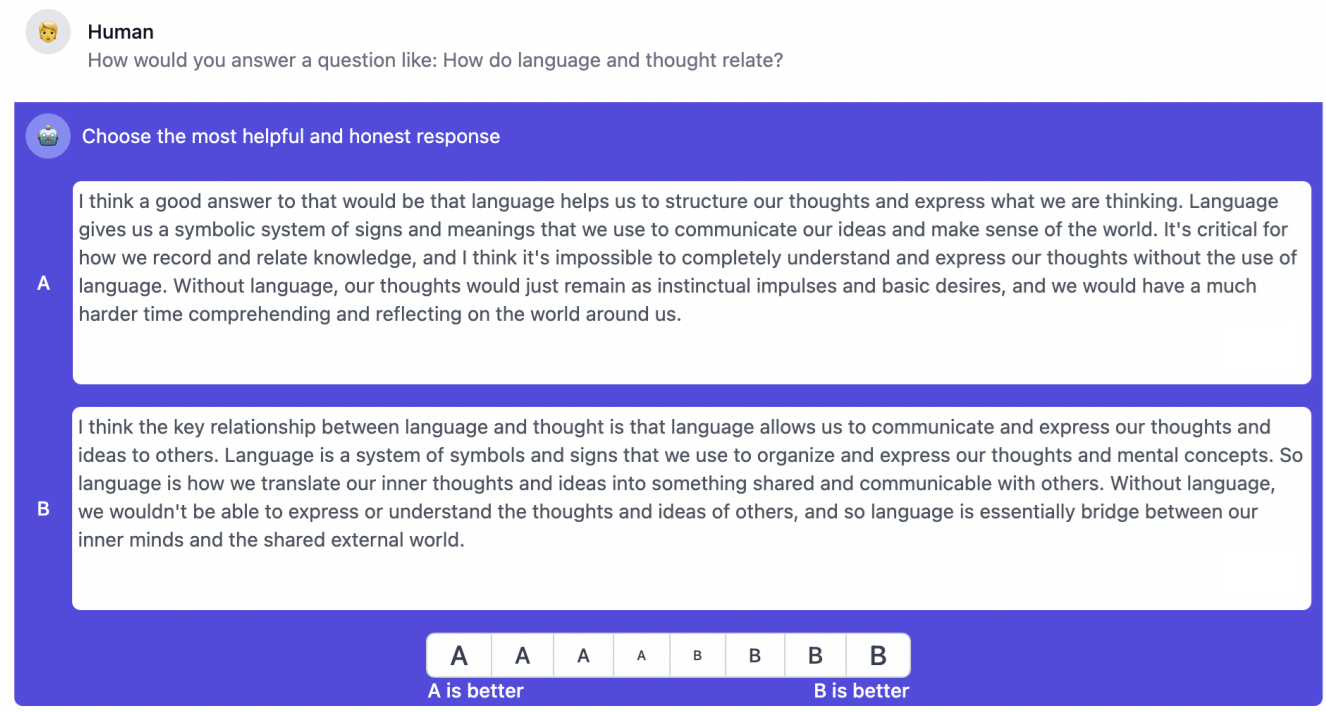 Human
How would you answer a question like: How do language and thought relate?
Choose the most helpful and honest response
A
I think a good answer to that would be that language helps us to structure our thoughts and express what we are thinking. Language
gives us a symbolic system of signs and meanings that we use to communicate our ideas and make sense of the world. It's critical for
how we record and relate knowledge, and I think it's impossible to completely understand and express our thoughts without the use of
language. Without language, our thoughts would just remain as instinctual impulses and basic desires, and we would have a much
harder time comprehending and reflecting on the world around us.
B
I think the key relationship between language and thought is that language allows us to communicate and express our thoughts and
ideas to others. Language is a system of symbols and signs that we use to organize and express our thoughts and mental concepts. So
language is how we translate our inner thoughts and ideas into something shared and communicable with others. Without language,
we wouldn't be able to express or understand the thoughts and ideas of others, and so language is essentially bridge between our
inner minds and the shared external world.
A A A A B B B B
A is better B is better